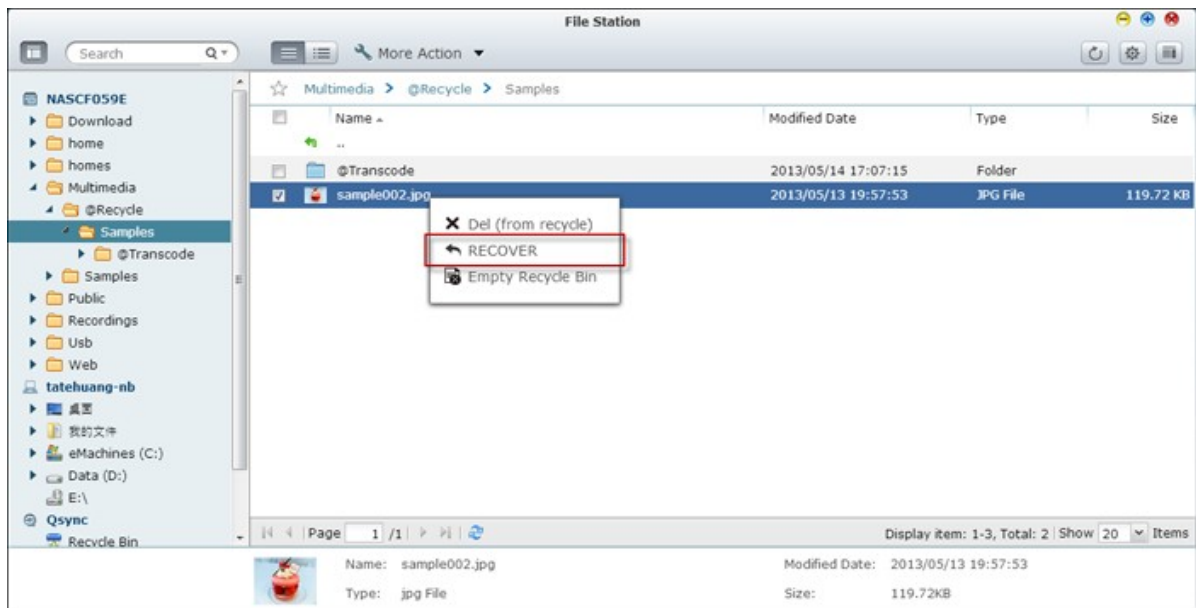 File Station
Search
More Action
NASCF059E
Download
home
homes
Multimedia
@Recycle
Samples
@Transcode
Samples
Public
Recordings
Usb
Web
tatehuang-nb
桌面
我的文件
eMachines (C:)
Data (D:)
E:\
Qsync
Recycle Bin
Multimedia > @Recycle > Samples
Name Modified Date Type Size
..
@Transcode 2013/05/14 17:07:15 Folder
sample002.jpg 2013/05/13 19:57:53 JPG File 119.72 KB
Del (from recycle)
RECOVER
Empty Recycle Bin
Page 1 /1 Display item: 1-3, Total: 2 Show 20 Items
Name: sample002.jpg Modified Date: 2013/05/13 19:57:53
Type: jpg File Size: 119.72KB